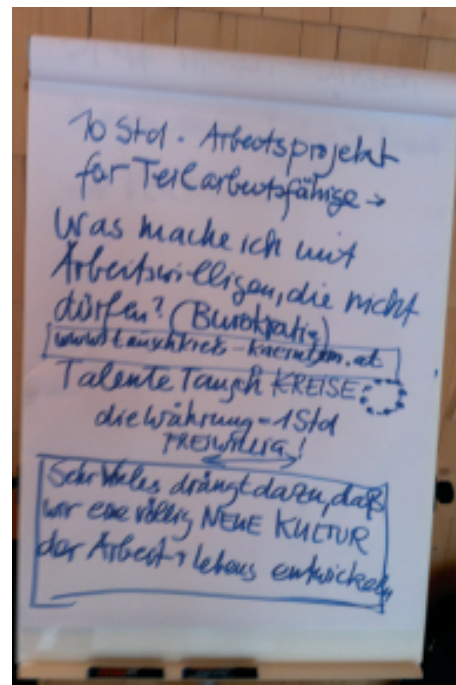 10 Std. Arbeitsprojekt
für Teilarbeitsfähige →
Was mache ich mit
Arbeitswilligen, die nicht
dürfen? (Bürokratie)
www.tauschkreis-kaernten.at
Talente Tausch KREISE
die Währung - 1 Std
FREIWILLIG!
Sehr Vieles drängt dazu, daß
wir eine völlig NEUE KULTUR
der Arbeit + lebens entwickeln